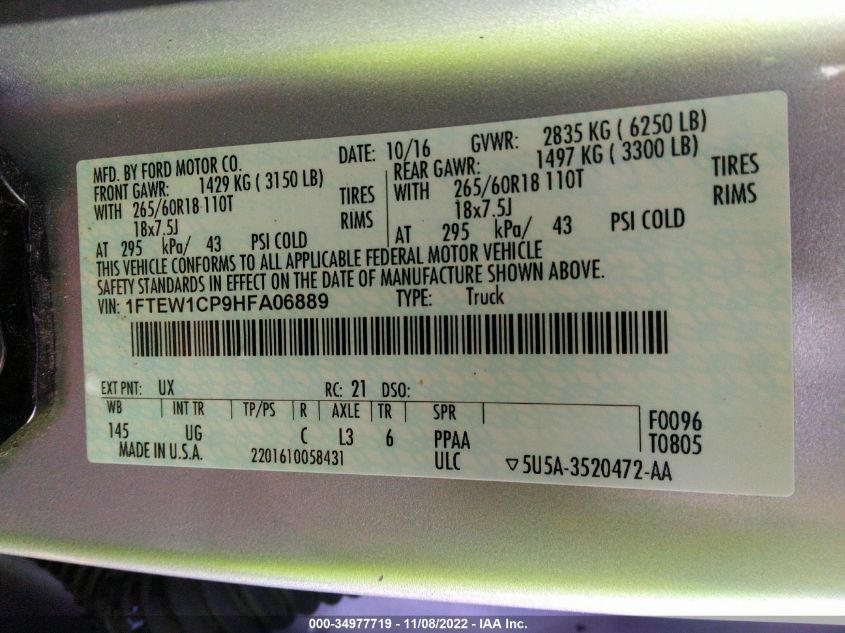 MFD. BY FORD MOTOR CO. DATE: 10/16 GVWR: 2835 KG ( 6250 LB)
FRONT GAWR: 1429 KG ( 3150 LB) REAR GAWR: 1497 KG ( 3300 LB)
WITH 265/60R18 110T TIRES WITH 265/60R18 110T TIRES
18x7.5J RIMS 18x7.5J RIMS
AT 295 kPa/ 43 PSI COLD AT 295 kPa/ 43 PSI COLD
THIS VEHICLE CONFORMS TO ALL APPLICABLE FEDERAL MOTOR VEHICLE
SAFETY STANDARDS IN EFFECT ON THE DATE OF MANUFACTURE SHOWN ABOVE.
VIN: 1FTEW1CP9HFA06889 TYPE: Truck
EXT PNT: UX RC: 21 DSO:
WB INT TR TP/PS R AXLE TR SPR F0096
145 UG C L3 6 PPAA T0805
MADE IN U.S.A. 2201610058431 ULC ▽5U5A-3520472-AA
000-34977719 - 11/08/2022 - IAA Inc.